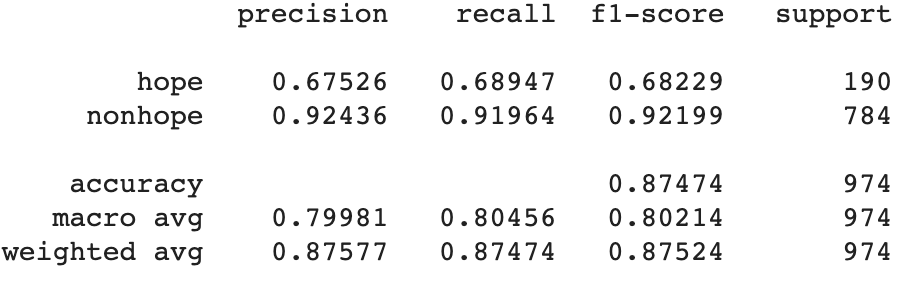 precision recall f1-score support
hope 0.67526 0.68947 0.68229 190
nonhope 0.92436 0.91964 0.92199 784
accuracy 0.87474 974
macro avg 0.79981 0.80456 0.80214 974
weighted avg 0.87577 0.87474 0.87524 974